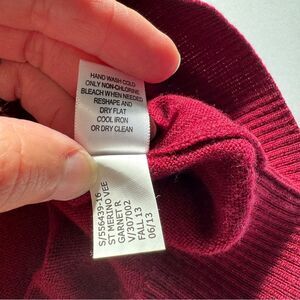 HAND WASH COLD
ONLY NON-CHLORINE
BLEACH WHEN NEEDED
RESHAPE AND
DRY FLAT
COOL IRON
OR DRY CLEAN
S/556439-16
ST MERINO VEE
GARNET R
V/307002
FALL 13
06/13